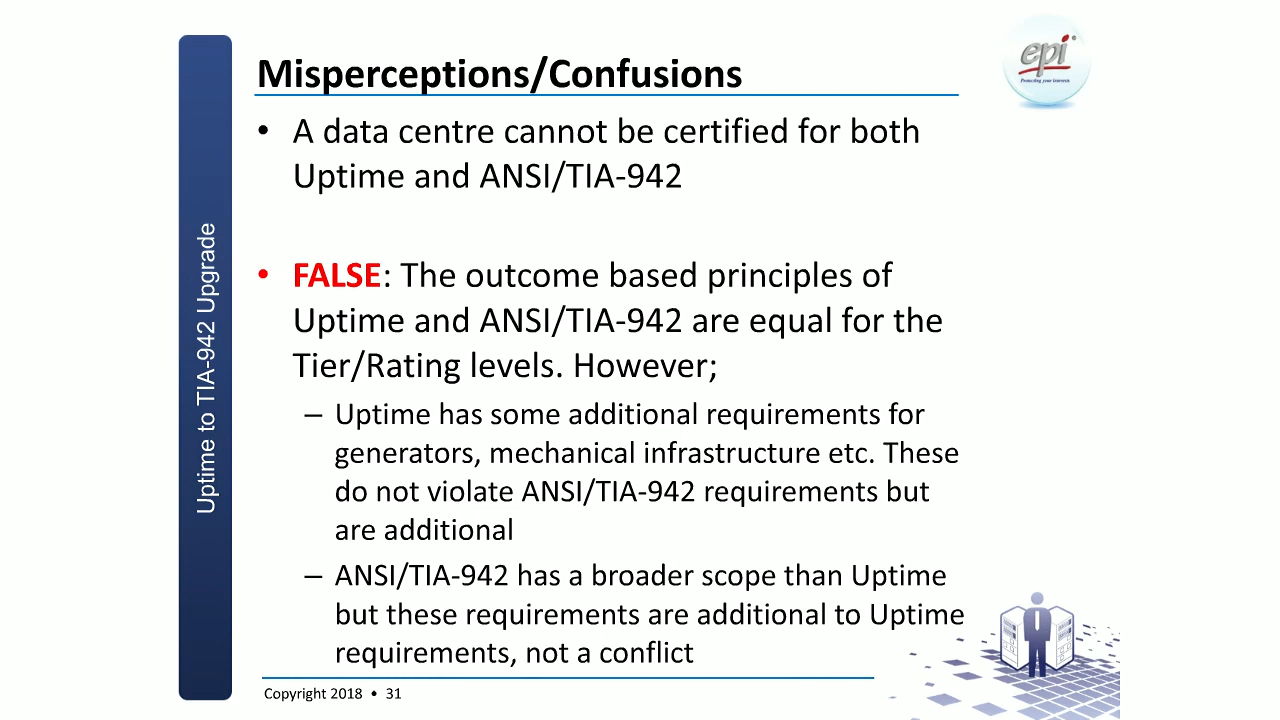 Misperceptions/Confusions
epi
®
Protecting your interests
• A data centre cannot be certified for both
Uptime and ANSI/TIA-942
• FALSE: The outcome based principles of
Uptime and ANSI/TIA-942 are equal for the
Tier/Rating levels. However;
– Uptime has some additional requirements for
generators, mechanical infrastructure etc. These
do not violate ANSI/TIA-942 requirements but
are additional
– ANSI/TIA-942 has a broader scope than Uptime
but these requirements are additional to Uptime
requirements, not a conflict
Uptime to TIA-942 Upgrade
Copyright 2018 • 31